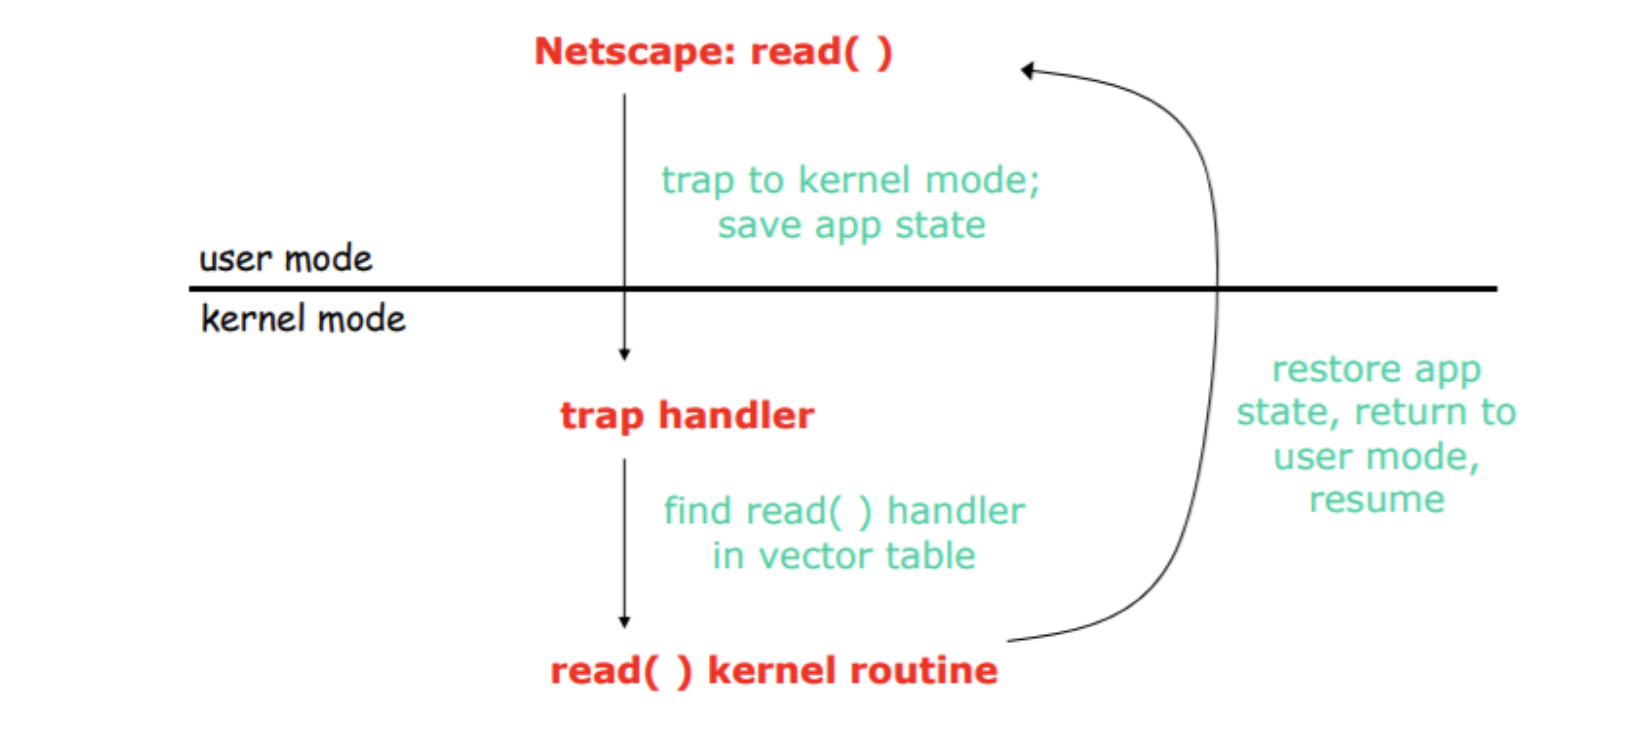 Netscape: read( )
trap to kernel mode;
save app state
user mode
kernel mode
trap handler
restore app
state, return to
user mode,
resume
find read( ) handler
in vector table
read( ) kernel routine